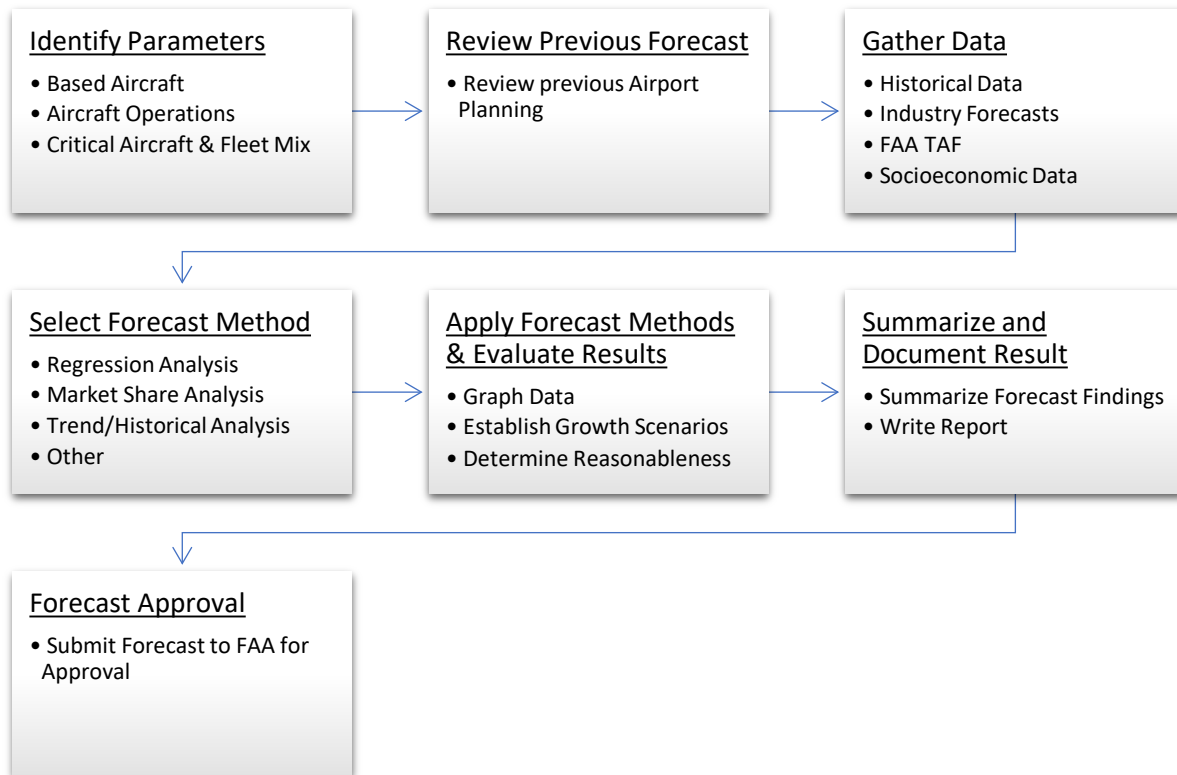 Identify Parameters
• Based Aircraft
• Aircraft Operations
• Critical Aircraft & Fleet Mix
Review Previous Forecast
• Review previous Airport
Planning
Gather Data
• Historical Data
• Industry Forecasts
• FAA TAF
• Socioeconomic Data
Select Forecast Method
• Regression Analysis
• Market Share Analysis
• Trend/Historical Analysis
• Other
Apply Forecast Methods
& Evaluate Results
• Graph Data
• Establish Growth Scenarios
• Determine Reasonableness
Summarize and
Document Result
• Summarize Forecast Findings
• Write Report
Forecast Approval
• Submit Forecast to FAA for
Approval